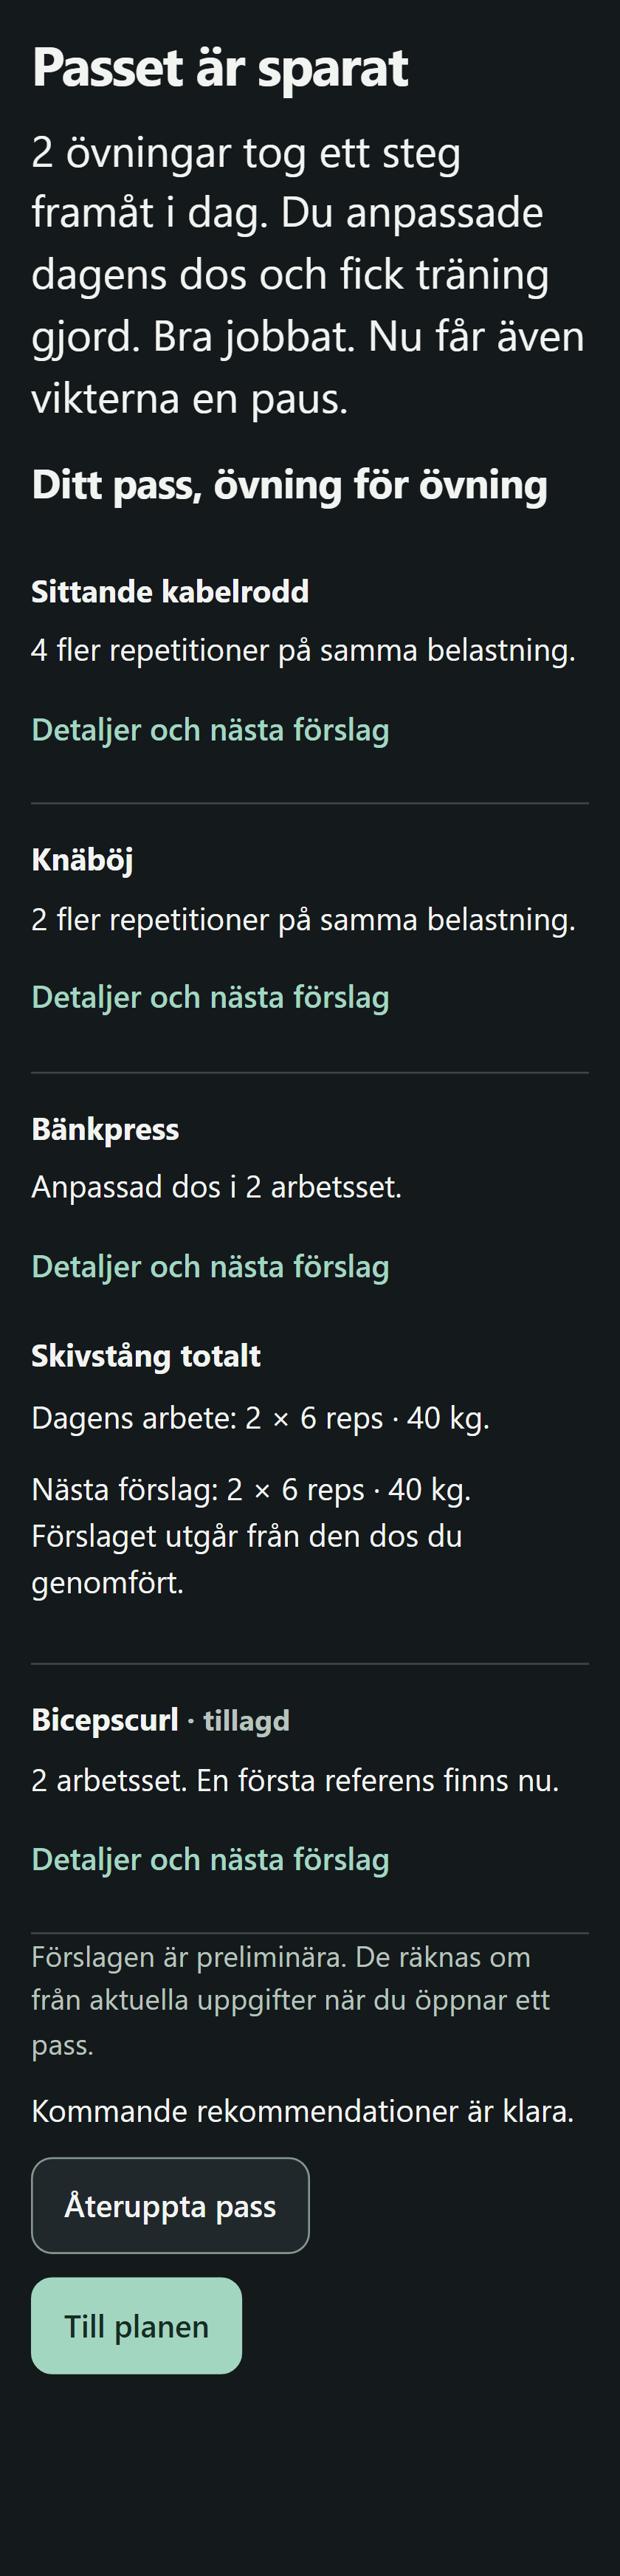 Passet är sparat
2 övningar tog ett steg
framåt i dag. Du anpassade
dagens dos och fick träning
gjord. Bra jobbat. Nu får även
vikterna en paus.
Ditt pass, övning för övning
Sittande kabelrodd
4 fler repetitioner på samma belastning.
Detaljer och nästa förslag
Knäböj
2 fler repetitioner på samma belastning.
Detaljer och nästa förslag
Bänkpress
Anpassad dos i 2 arbetsset.
Detaljer och nästa förslag
Skivstång totalt
Dagens arbete: 2 × 6 reps · 40 kg.
Nästa förslag: 2 × 6 reps · 40 kg.
Förslaget utgår från den dos du
genomfört.
Bicepscurl · tillagd
2 arbetsset. En första referens finns nu.
Detaljer och nästa förslag
Förslagen är preliminära. De räknas om
från aktuella uppgifter när du öppnar ett
pass.
Kommande rekommendationer är klara.
Återuppta pass
Till planen